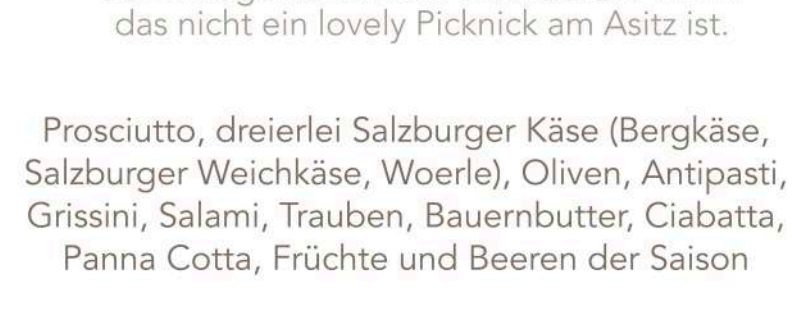 das nicht ein lovely Picknick am Asitz ist.
Prosciutto, dreierlei Salzburger Käse (Bergkäse,
Salzburger Weichkäse, Woerle), Oliven, Antipasti,
Grissini, Salami, Trauben, Bauernbutter, Ciabatta,
Panna Cotta, Früchte und Beeren der Saison